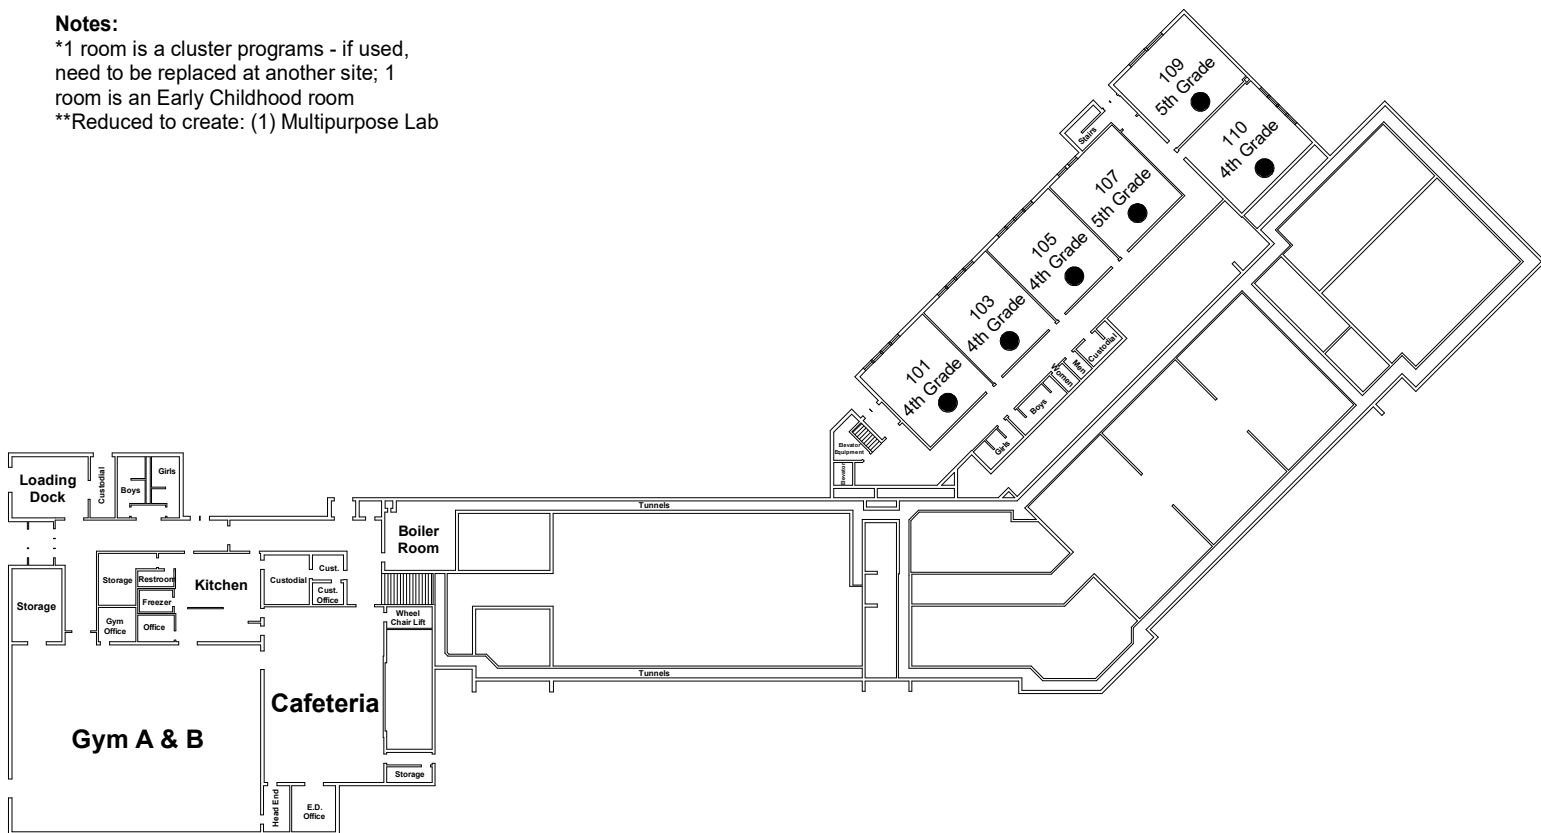 Notes:
*1 room is a cluster programs - if used,
need to be replaced at another site; 1
room is an Early Childhood room
**Reduced to create: (1) Multipurpose Lab
109
5th Grade
110
4th Grade
Stairs
107
5th Grade
105
4th Grade
103
4th Grade
101
4th Grade
Custodial
Men
Women
Boys
Girls
Elevator
Equipment
Elevator
Loading
Dock
Custodial
Boys
Girls
Tunnels
Boiler
Room
Storage
Restroom
Kitchen
Custodial
Cust.
Cust.
Office
Storage
Freezer
Gym
Office
Office
Wheel
Chair Lift
Tunnels
Cafeteria
Gym A & B
Storage
Head End
E.D.
Office